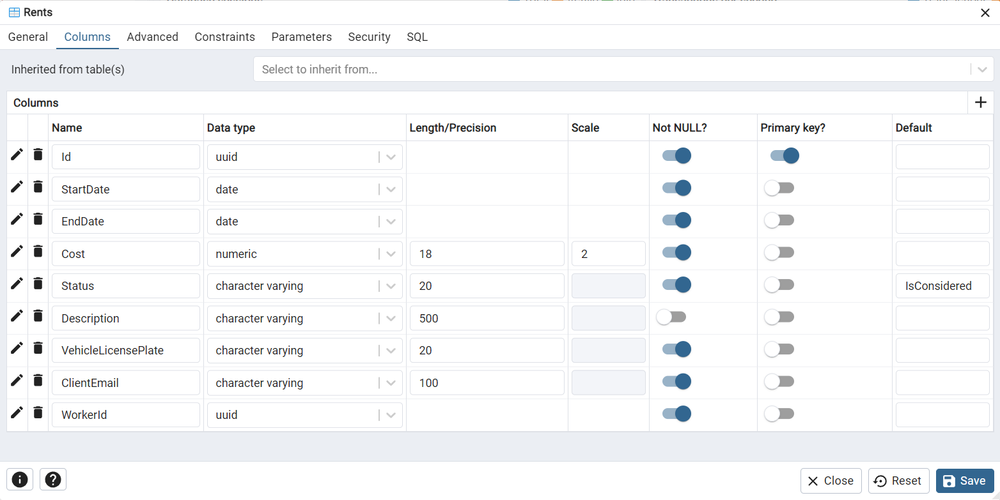 Rents
General Columns Advanced Constraints Parameters Security SQL
Inherited from table(s) Select to inherit from...
Columns
Name Data type Length/Precision Scale Not NULL? Primary key? Default
Id uuid
StartDate date
EndDate date
Cost numeric 18 2
Status character varying 20 IsConsidered
Description character varying 500
VehicleLicensePlate character varying 20
ClientEmail character varying 100
WorkerId uuid
Close Reset Save